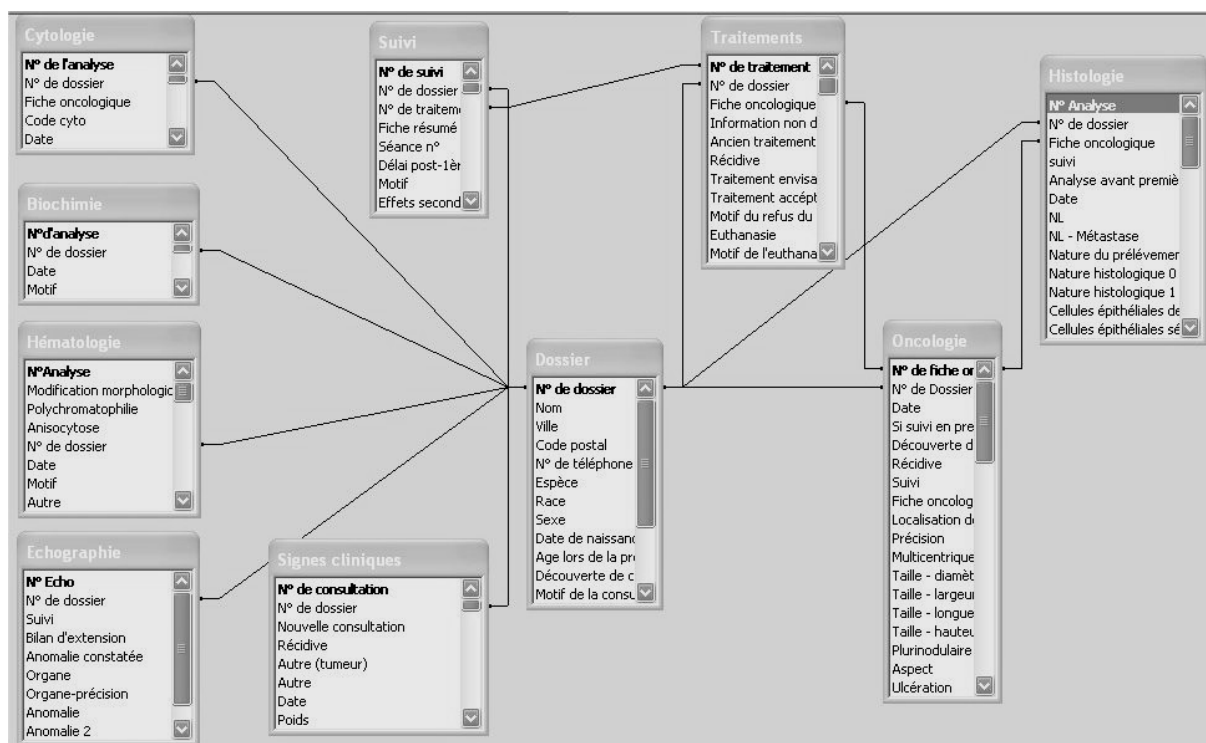 Cytologie
N° de l'analyse
N° de dossier
Fiche oncologique
Code cyto
Date
Biochimie
N°d'analyse
N° de dossier
Date
Motif
Hématologie
N°Analyse
Modification morphologic
Polychromatophilie
Anisocytose
N° de dossier
Date
Motif
Autre
Echographie
N° Echo
N° de dossier
Suivi
Bilan d'extension
Anomalie constatée
Organe
Organe-précision
Anomalie
Anomalie 2
Suivi
N° de suivi
N° de dossier
N° de traiteme
Fiche résumé
Séance n°
Délai post-1èr
Motif
Effets second
Signes cliniques
N° de consultation
N° de dossier
Nouvelle consultation
Récidive
Autre (tumeur)
Autre
Date
Poids
Dossier
N° de dossier
Nom
Ville
Code postal
N° de téléphone
Espèce
Race
Sexe
Date de naissanc
Age lors de la pre
Découverte de c
Motif de la consu
Traitements
N° de traitement
N° de dossier
Fiche oncologique
Information non d
Ancien traitement
Récidive
Traitement envisa
Traitement accépt
Motif du refus du
Euthanasie
Motif de l'euthana
Oncologie
N° de fiche or
N° de Dossier
Date
Si suivi en pre
Découverte d
Récidive
Suivi
Fiche oncolog
Localisation de
Précision
Multicentrique
Taille - diamèt
Taille - largeur
Taille - longue
Taille - hauteu
Plurinodulaire
Aspect
Ulcération
Histologie
N° Analyse
N° de dossier
Fiche oncologique
suivi
Analyse avant premiè
Date
NL
NL - Métastase
Nature du prélévemer
Nature histologique 0
Nature histologique 1
Cellules épithéliales de
Cellules épithéliales sé